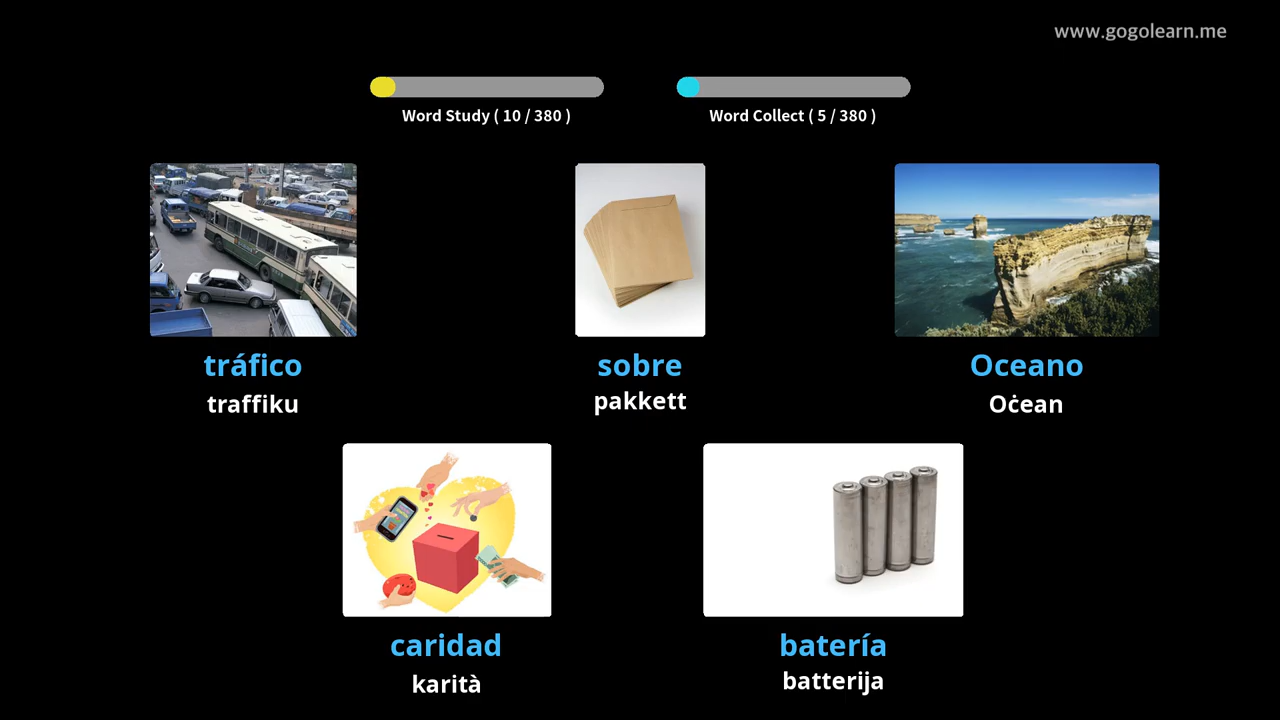 www.gogolearn.me
Word Study ( 10 / 380 )
Word Collect ( 5 / 380 )
tráfico
traffiku
sobre
pakkett
Oceano
Oċean
caridad
karità
batería
batterija